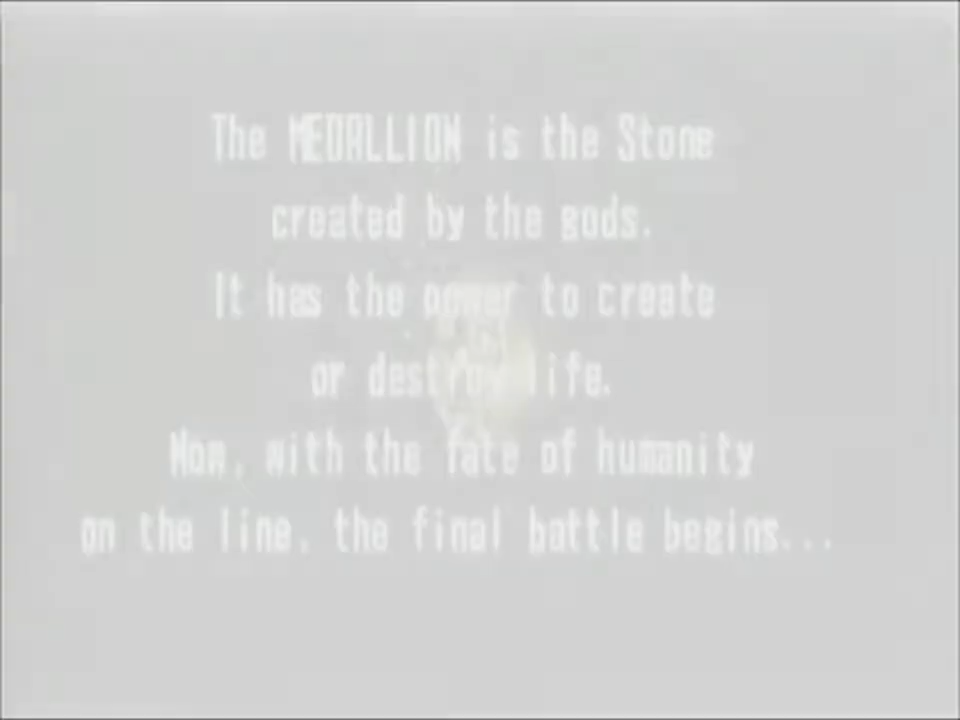 The MEDALLION is the Stone
created by the gods.
It has the power to create
or destroy life.
Now, with the fate of humanity
on the line, the final battle begins...